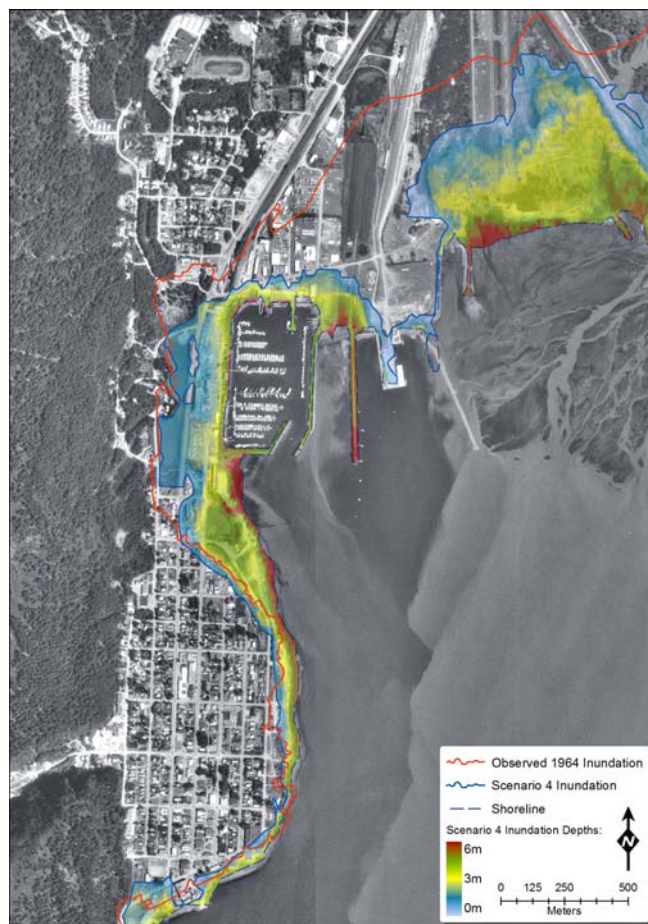 Observed 1964 Inundation
Scenario 4 Inundation
Shoreline
Scenario 4 Inundation Depths:
6m
3m
0m
N
0 125 250 500
Meters